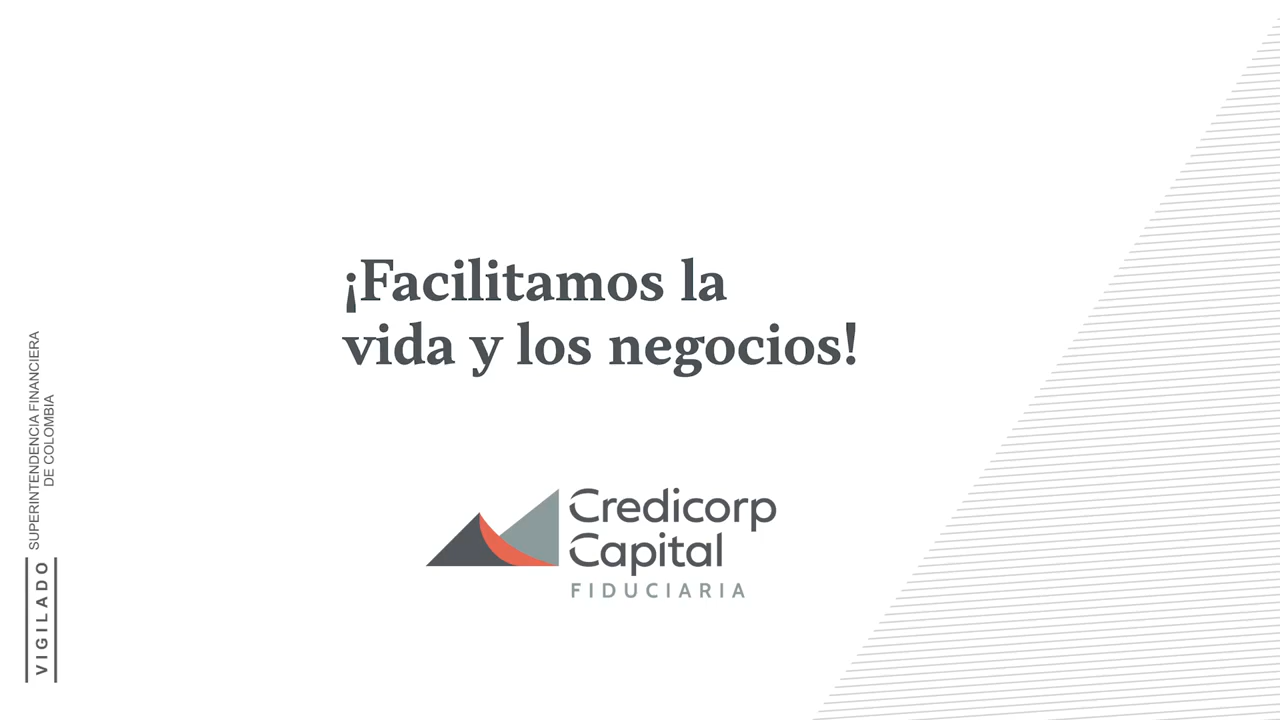 ¡Facilitamos la
vida y los negocios!
Credicorp
Capital
FIDUCIARIA
VIGILADO
SUPERINTENDENCIA FINANCIERA
DE COLOMBIA